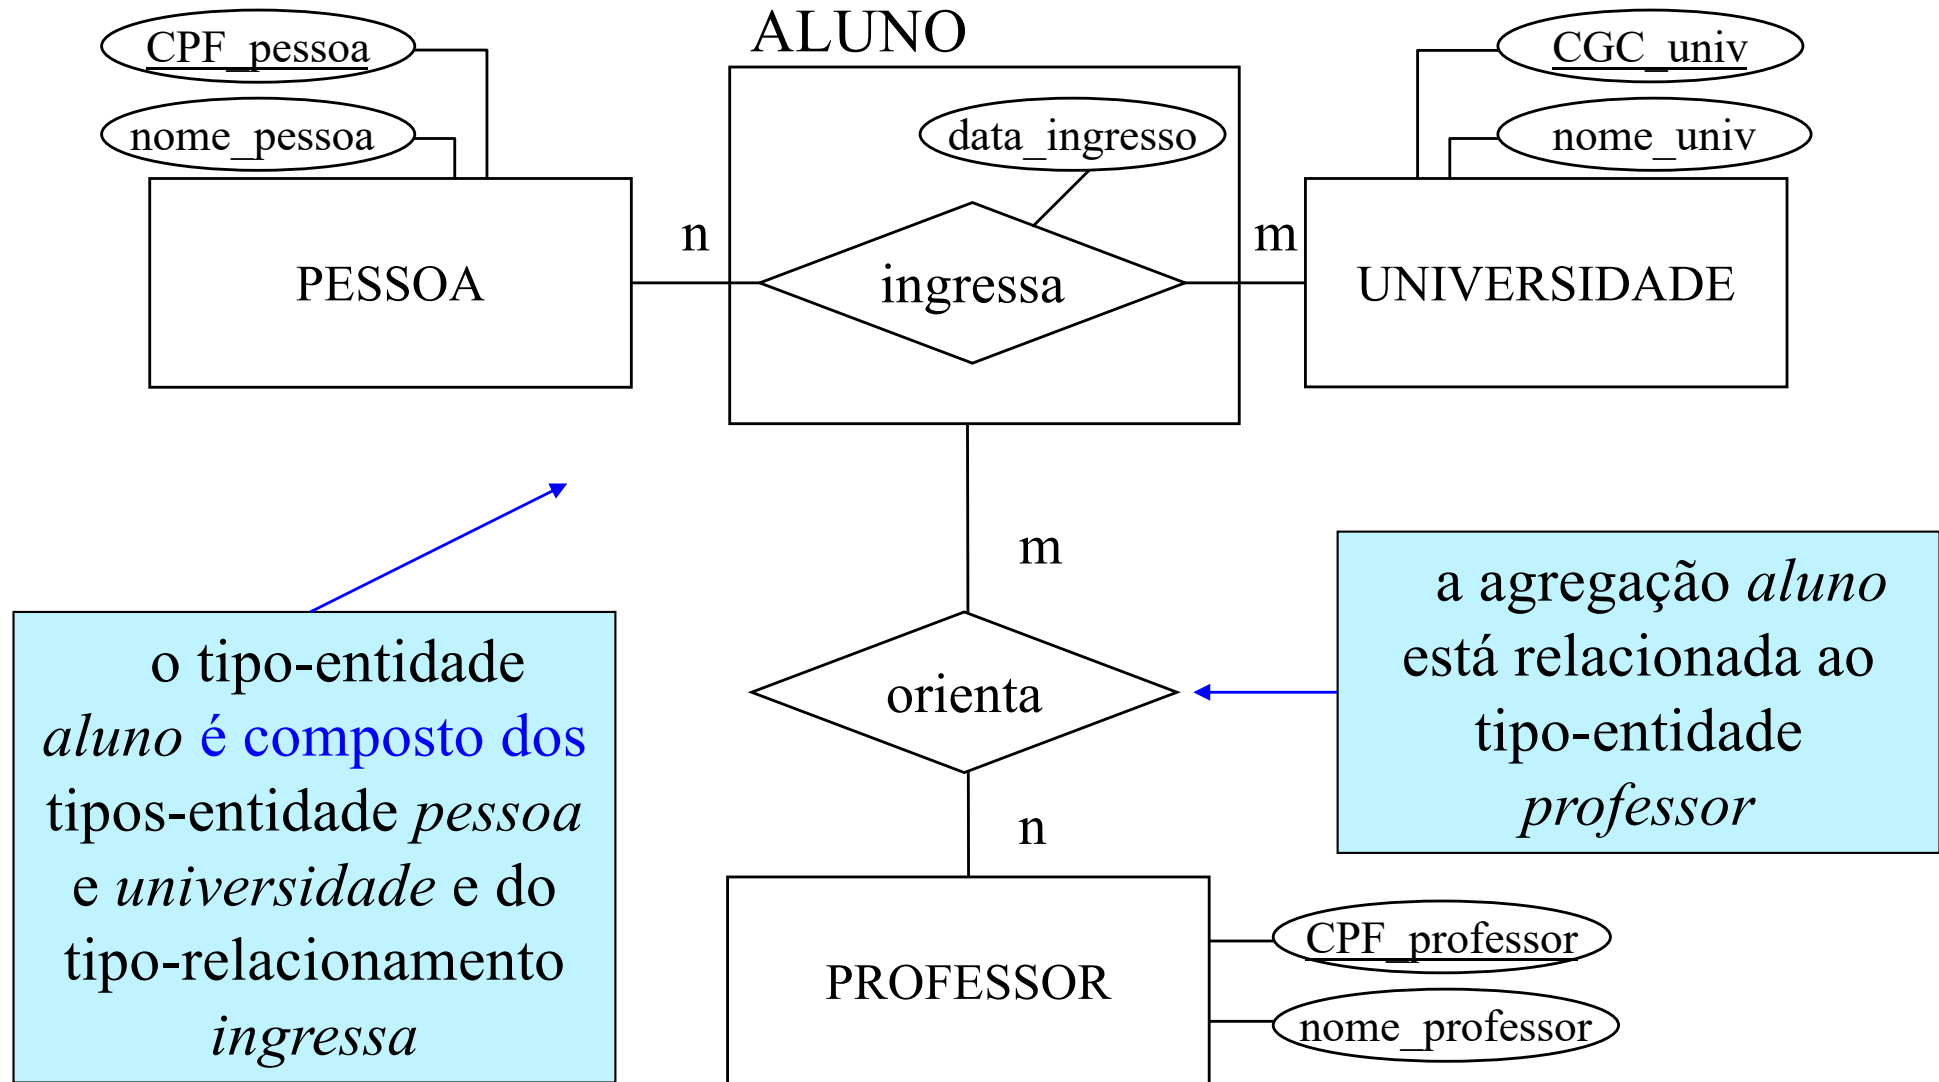 ALUNO
CPF_pessoa
CGC_univ
nome_pessoa
data_ingresso
nome_univ
n
m
PESSOA
ingressa
UNIVERSIDADE
m
o tipo-entidade
aluno é composto dos
tipos-entidade pessoa
e universidade e do
tipo-relacionamento
ingressa
orienta
a agregação aluno
está relacionada ao
tipo-entidade
professor
n
PROFESSOR
CPF_professor
nome_professor